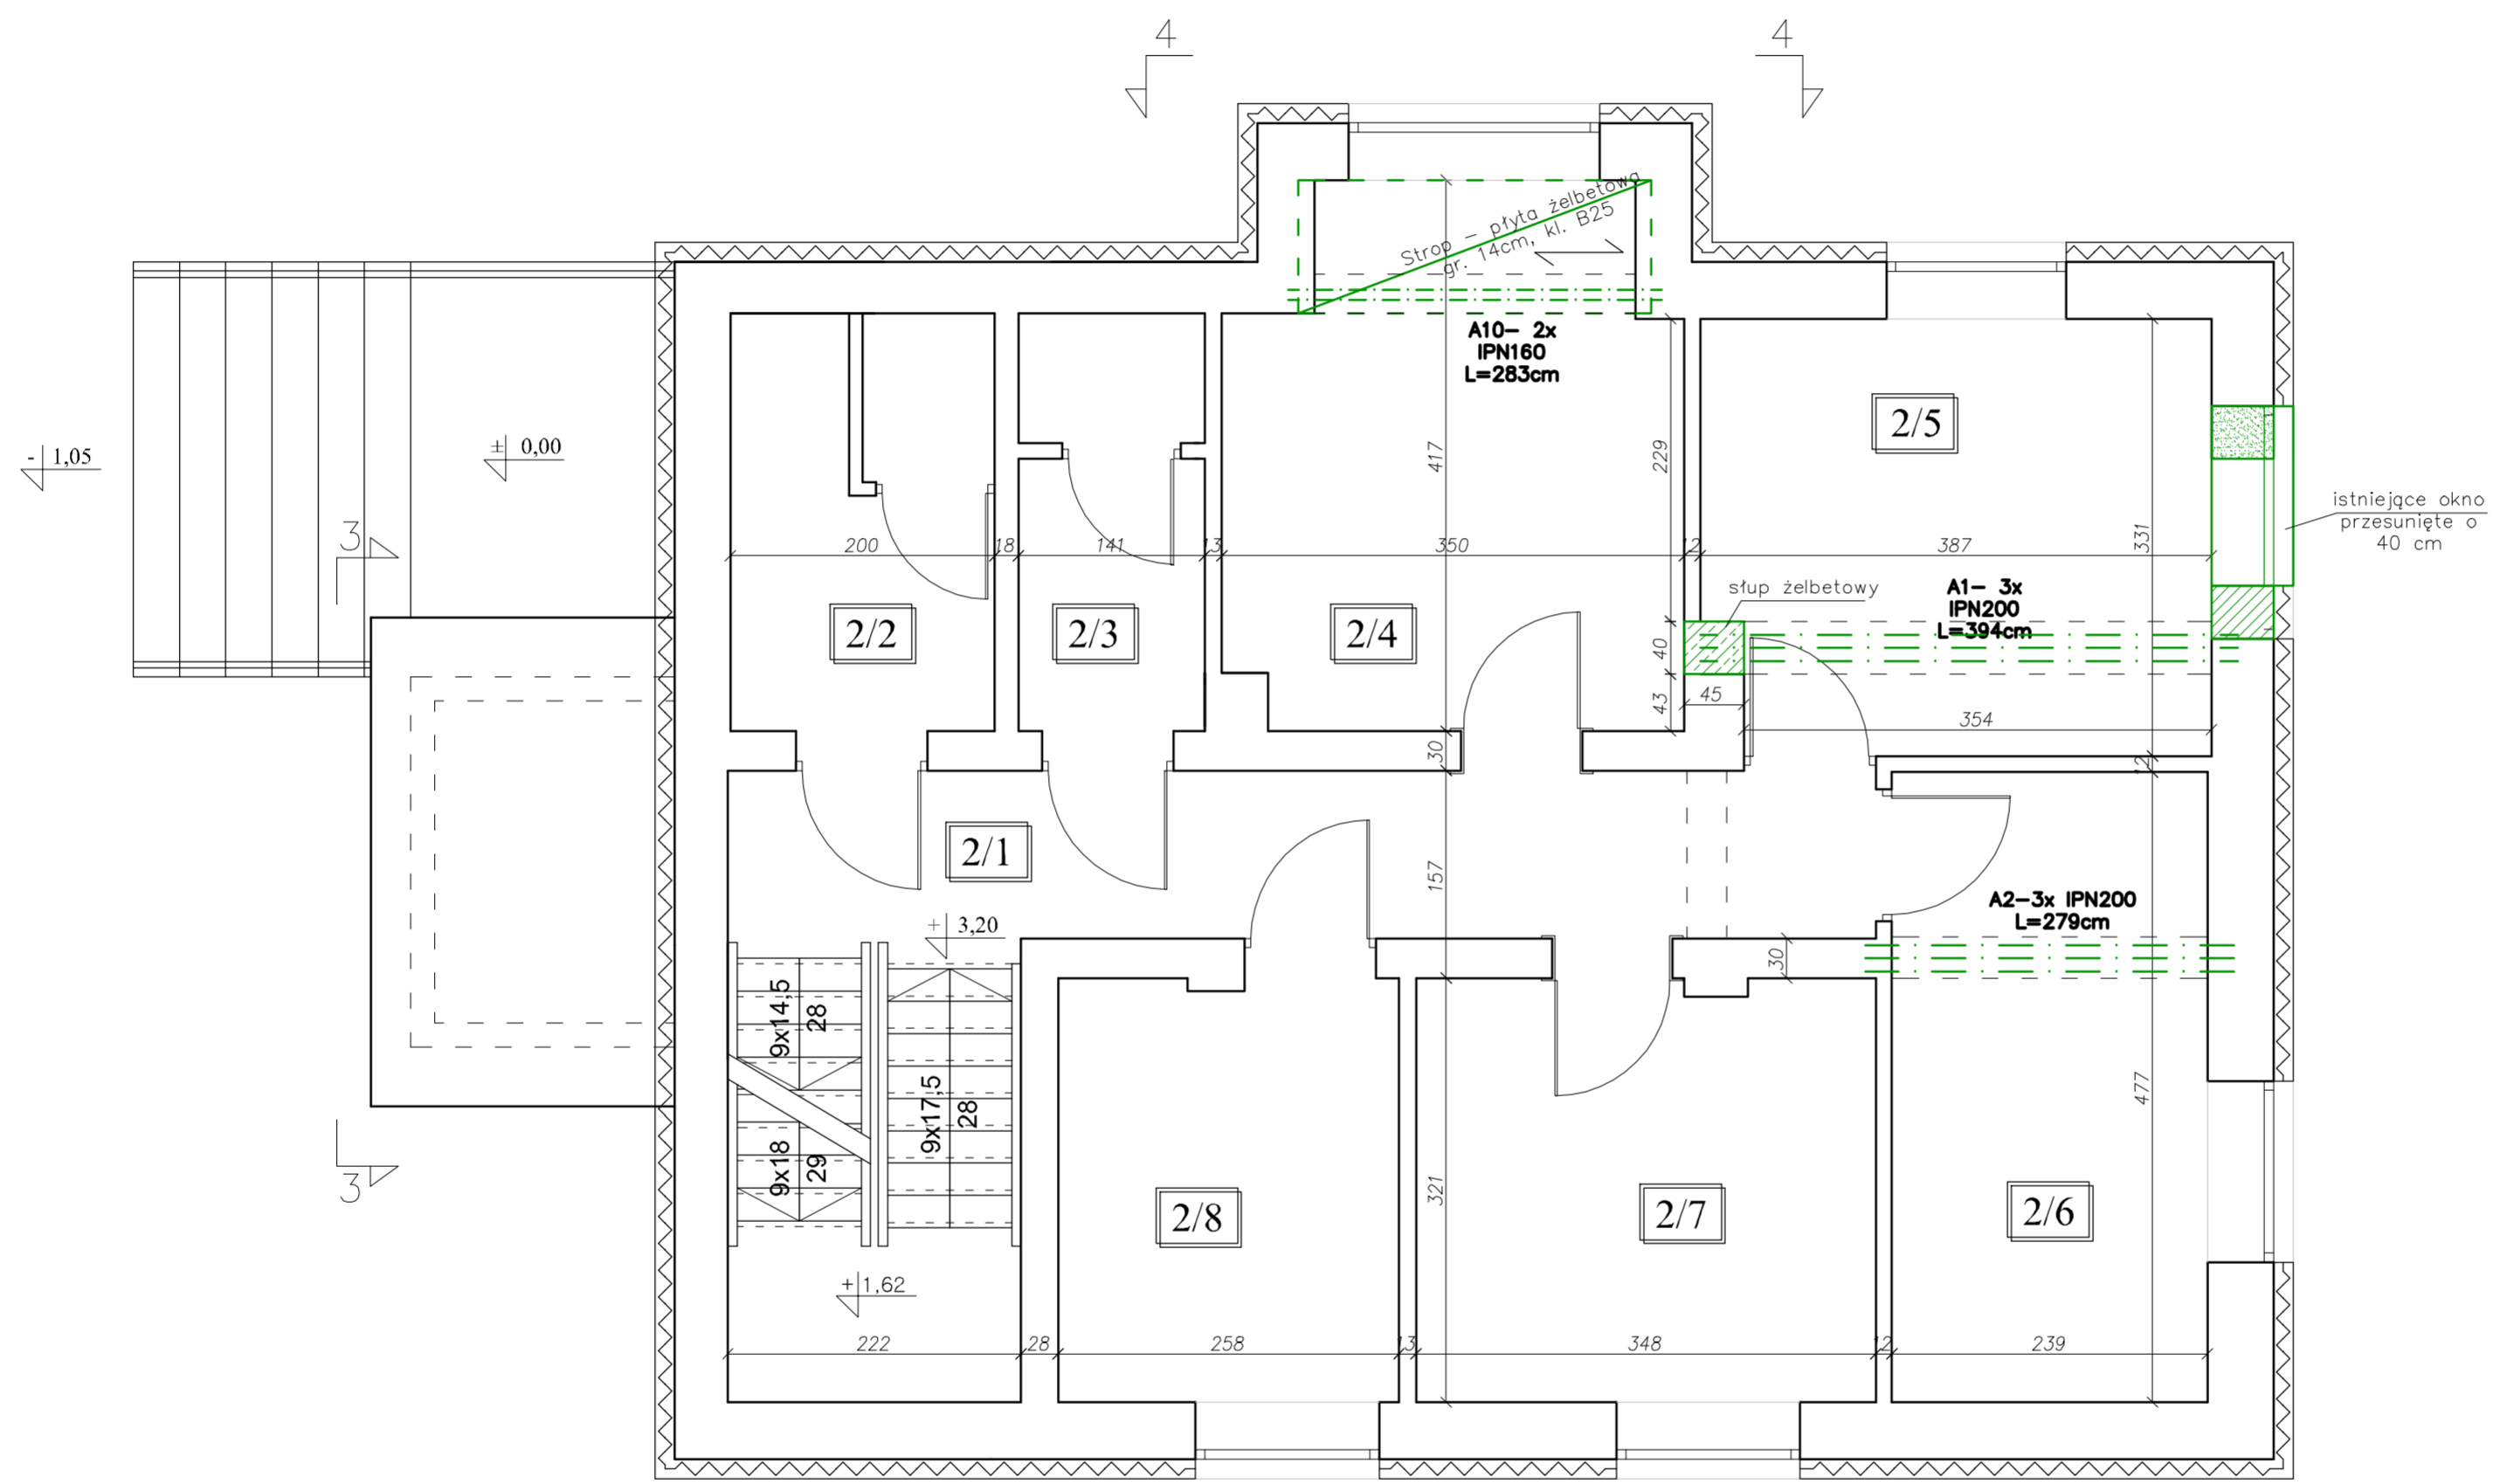 4
4
Strop – płyta żelbetowa
gr. 14cm, kl. B25
A10– 2x
IPN160
L=283cm
2/5
- 1,05
± 0,00
417
229
istniejące okno
przesunięte o
40 cm
331
3
200
18
141
13
350
12
387
słup żelbetowy
A1– 3x
IPN200
L=394cm
2/2
2/3
2/4
40
45
43
354
30
12
2/1
157
A2–3x IPN200
L=279cm
+ 3,20
30
9x14,5
28
9x17,5
28
477
9x18
29
3
321
2/8
2/7
2/6
+1,62
222
28
258
13
348
12
239